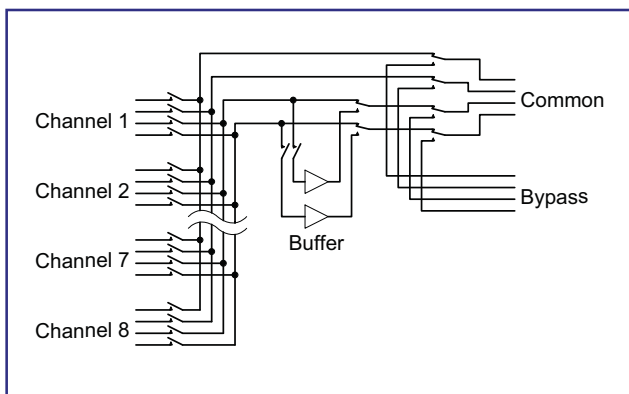 Channel 1
Common
Channel 2
Bypass
Buffer
Channel 7
Channel 8